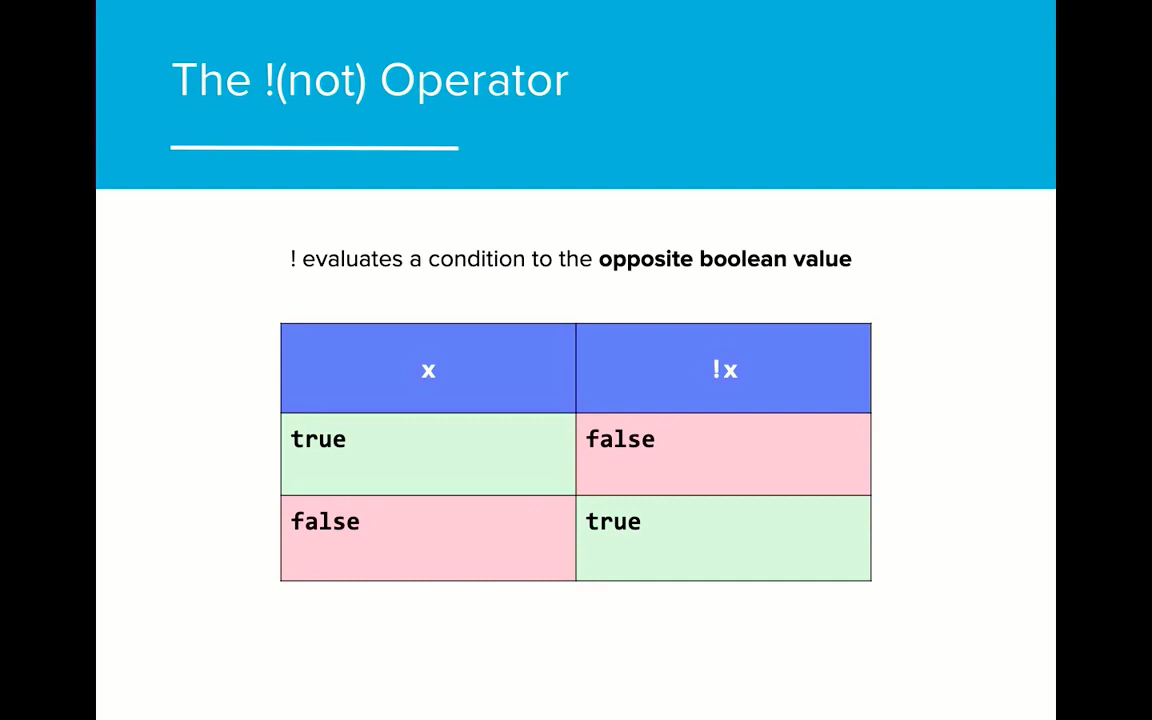 The !(not) Operator
! evaluates a condition to the opposite boolean value
x !x
true false
false true